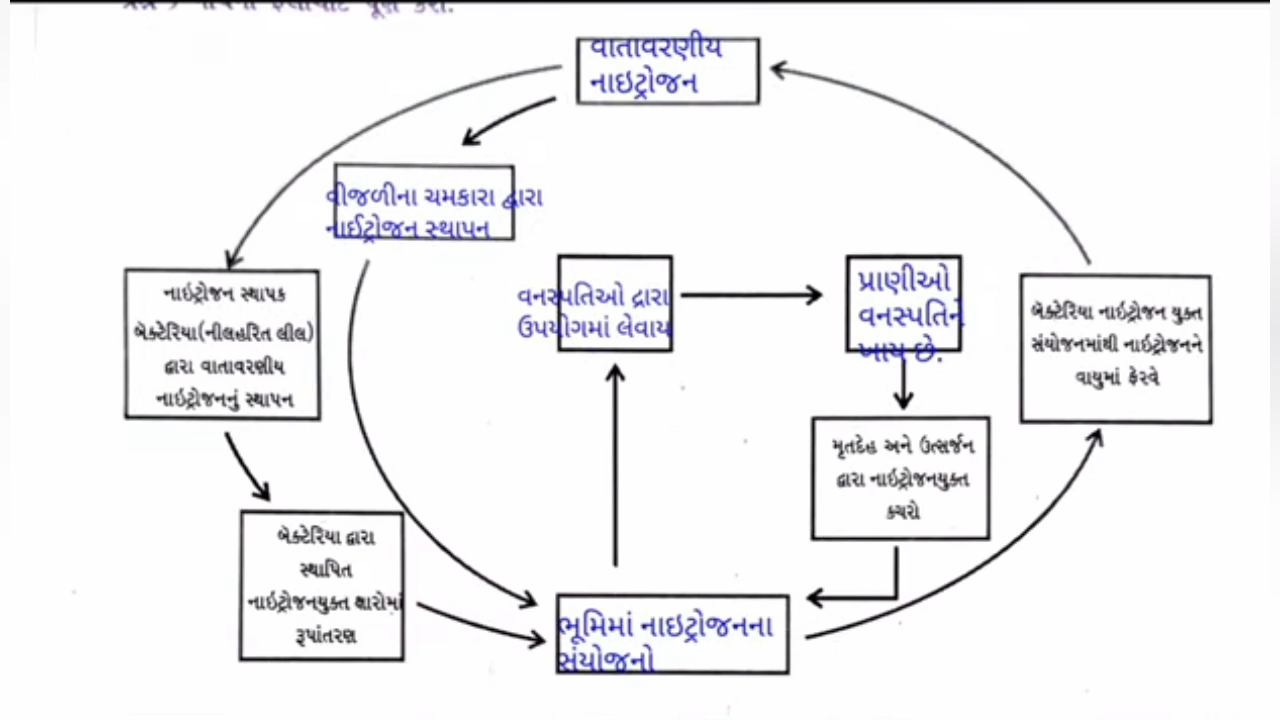 નીચેનો ફ્લોચાર્ટ પૂર્ણ કરો.
વાતાવરણીય
નાઇટ્રોજન
વીજળીના ચમકારા દ્વારા
નાઈટ્રોજન સ્થાપન
નાઇટ્રોજન સ્થાપક
બૅક્ટેરિયા(નીલહરિત લીલ)
દ્વારા વાતાવરણીય
નાઇટ્રોજનનું સ્થાપન
વનસ્પતિઓ દ્રારા
ઉપયોગમાં લેવાય
પ્રાણીઓ
વનસ્પતિને
ખાય છે.
બૅક્ટેરિયા નાઇટ્રોજન યુક્ત
સંયોજનમાંથી નાઇટ્રોજનને
વાયુમાં ફેરવે
મૃતદેહ અને ઉત્સર્જન
દ્વારા નાઇટ્રોજનયુક્ત
કચરો
બૅક્ટેરિયા દ્વારા
સ્થાપિત
નાઇટ્રોજનયુક્ત ક્ષારોમાં
રૂપાંતરણ
ભૂમિમાં નાઇટ્રોજનના
સંયોજનો